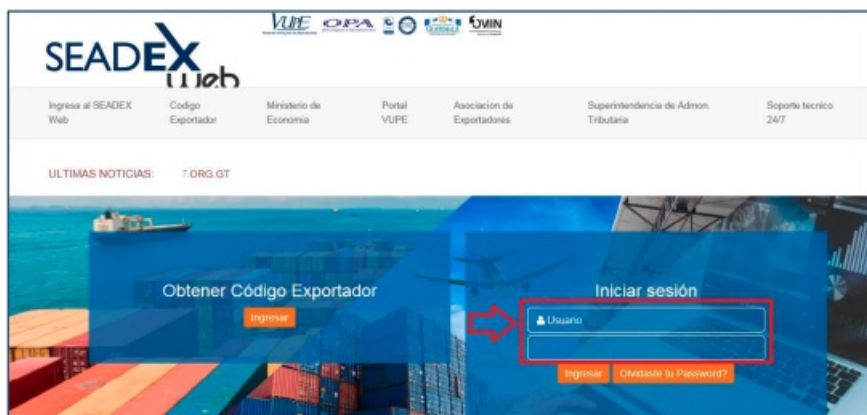 VUPE OPA
SEADEX
Web
Ingresa al SEADEX Web
Codigo Exportador
Ministerio de Economia
Portal VUPE
Asociacion de Exportadores
Superintendencia de Admon. Tributaria
Soporte tecnico 24/7
ULTIMAS NOTICIAS: T.ORG.GT
Obtener Código Exportador
Ingresar
Iniciar sesión
Usuario
Ingresar Olvidaste tu Password?